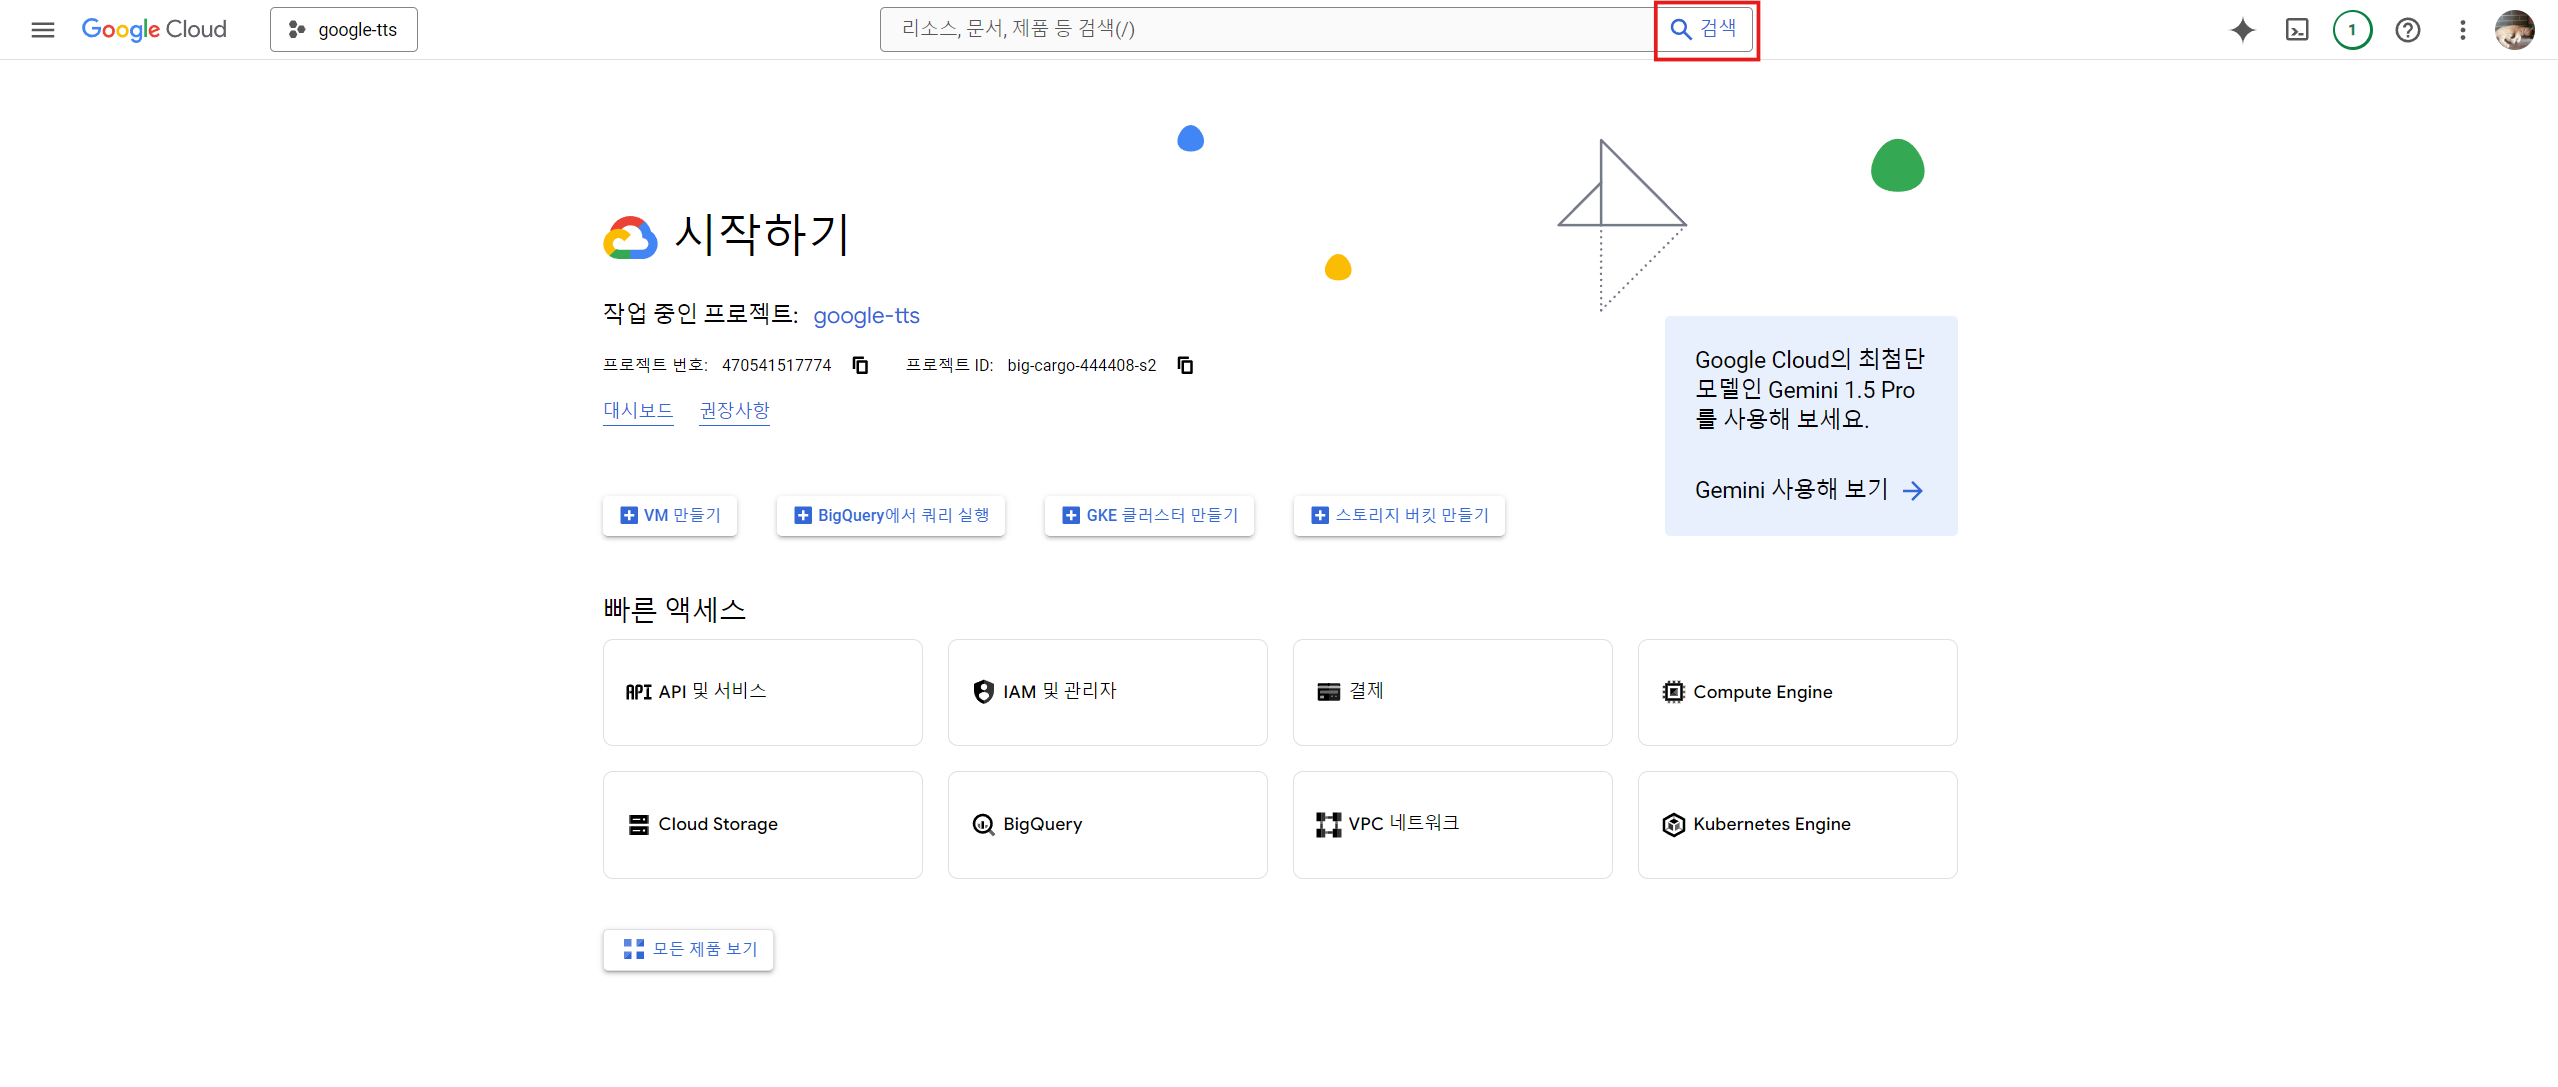 Google Cloud
google-tts
리소스, 문서, 제품 등 검색(/)
검색
1
시작하기
작업 중인 프로젝트: google-tts
프로젝트 번호: 470541517774
프로젝트 ID: big-cargo-444408-s2
대시보드
권장사항
Google Cloud의 최첨단
모델인 Gemini 1.5 Pro
를 사용해 보세요.
Gemini 사용해 보기
VM 만들기
BigQuery에서 쿼리 실행
GKE 클러스터 만들기
스토리지 버킷 만들기
빠른 액세스
API API 및 서비스
IAM 및 관리자
결제
Compute Engine
Cloud Storage
BigQuery
VPC 네트워크
Kubernetes Engine
모든 제품 보기